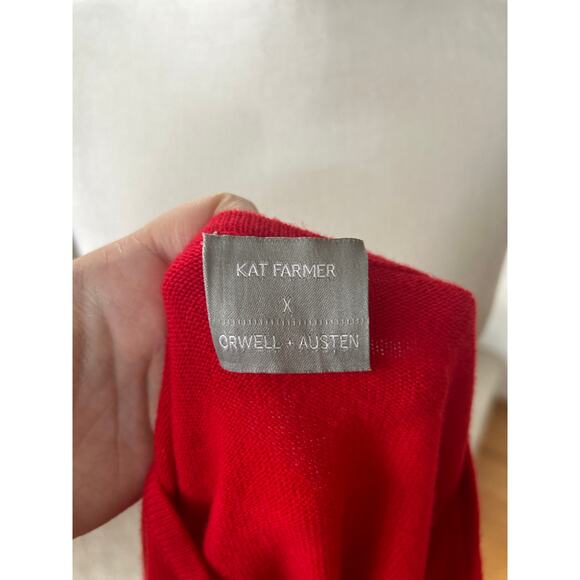 KAT FARMER
X
ORWELL + AUSTEN